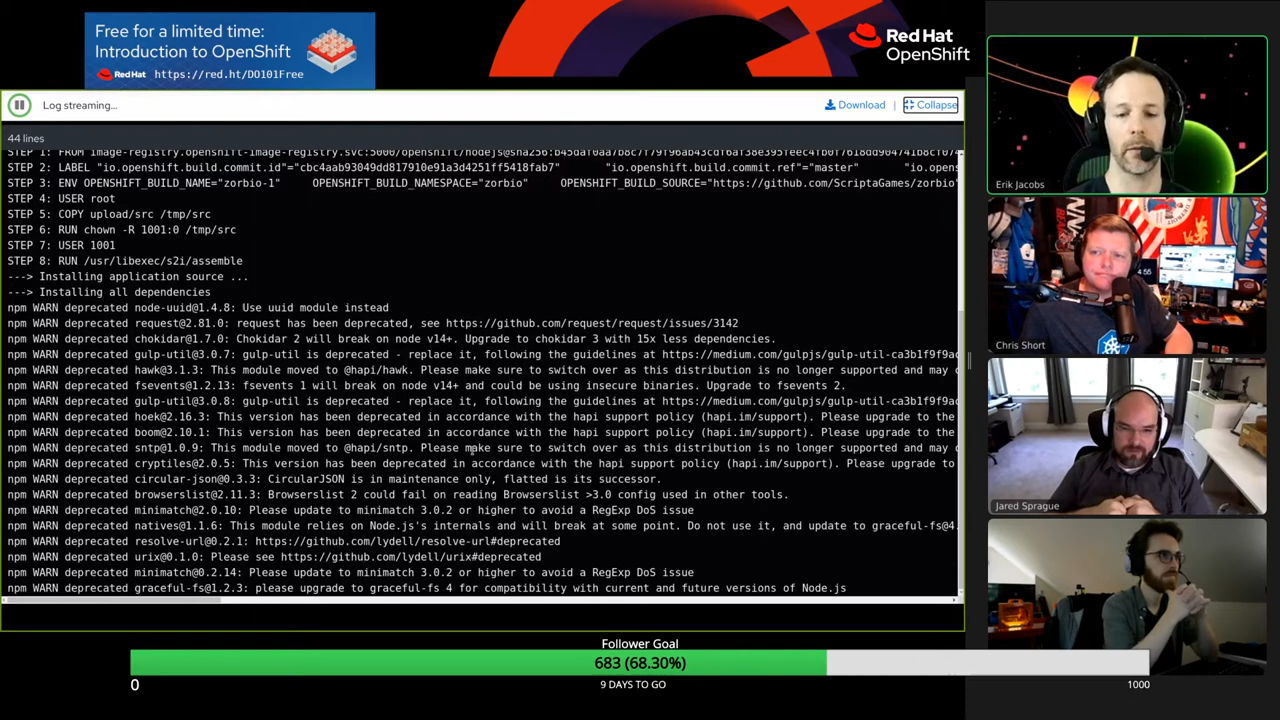 Free for a limited time:
Introduction to OpenShift
Red Hat https://red.ht/DO101Free
Red Hat
OpenShift
Log streaming...
Download | Collapse
44 lines
STEP 1: FROM
STEP 2: LABEL "io.openshift.build.commit.id"="cbc4aab93049dd817910e91a3d4251ff5418fab7" "io.openshift.build.commit.ref"="master" "io.opens
STEP 3: ENV OPENSHIFT_BUILD_NAME="zorbio-1" OPENSHIFT_BUILD_NAMESPACE="zorbio" OPENSHIFT_BUILD_SOURCE="https://github.com/ScriptaGames/zorbio"
STEP 4: USER root
STEP 5: COPY upload/src /tmp/src
STEP 6: RUN chown -R 1001:0 /tmp/src
STEP 7: USER 1001
STEP 8: RUN /usr/libexec/s2i/assemble
---> Installing application source ...
---> Installing all dependencies
npm WARN deprecated node-uuid@1.4.8: Use uuid module instead
npm WARN deprecated request@2.81.0: request has been deprecated, see https://github.com/request/request/issues/3142
npm WARN deprecated chokidar@1.7.0: Chokidar 2 will break on node v14+. Upgrade to chokidar 3 with 15x less dependencies.
npm WARN deprecated gulp-util@3.0.7: gulp-util is deprecated - replace it, following the guidelines at https://medium.com/gulpjs/gulp-util-ca3b1f9f9ac
npm WARN deprecated hawk@3.1.3: This module moved to @hapi/hawk. Please make sure to switch over as this distribution is no longer supported and may c
npm WARN deprecated fsevents@1.2.13: fsevents 1 will break on node v14+ and could be using insecure binaries. Upgrade to fsevents 2.
npm WARN deprecated gulp-util@3.0.8: gulp-util is deprecated - replace it, following the guidelines at https://medium.com/gulpjs/gulp-util-ca3b1f9f9ac
npm WARN deprecated hoek@2.16.3: This version has been deprecated in accordance with the hapi support policy (hapi.im/support). Please upgrade to the
npm WARN deprecated boom@2.10.1: This version has been deprecated in accordance with the hapi support policy (hapi.im/support). Please upgrade to the
npm WARN deprecated sntp@1.0.9: This module moved to @hapi/sntp. Please make sure to switch over as this distribution is no longer supported and may c
npm WARN deprecated cryptiles@2.0.5: This version has been deprecated in accordance with the hapi support policy (hapi.im/support). Please upgrade to
npm WARN deprecated circular-json@0.3.3: CircularJSON is in maintenance only, flatted is its successor.
npm WARN deprecated browserslist@2.11.3: Browserslist 2 could fail on reading Browserslist >3.0 config used in other tools.
npm WARN deprecated minimatch@2.0.10: Please update to minimatch 3.0.2 or higher to avoid a RegExp DoS issue
npm WARN deprecated natives@1.1.6: This module relies on Node.js's internals and will break at some point. Do not use it, and update to graceful-fs@4.
npm WARN deprecated resolve-url@0.2.1: https://github.com/lydell/resolve-url#deprecated
npm WARN deprecated urix@0.1.0: Please see https://github.com/lydell/urix#deprecated
npm WARN deprecated minimatch@0.2.14: Please update to minimatch 3.0.2 or higher to avoid a RegExp DoS issue
npm WARN deprecated graceful-fs@1.2.3: please upgrade to graceful-fs 4 for compatibility with current and future versions of Node.js
Erik Jacobs
Chris Short
Jared Sprague
Follower Goal
683 (68.30%)
0
9 DAYS TO GO
1000